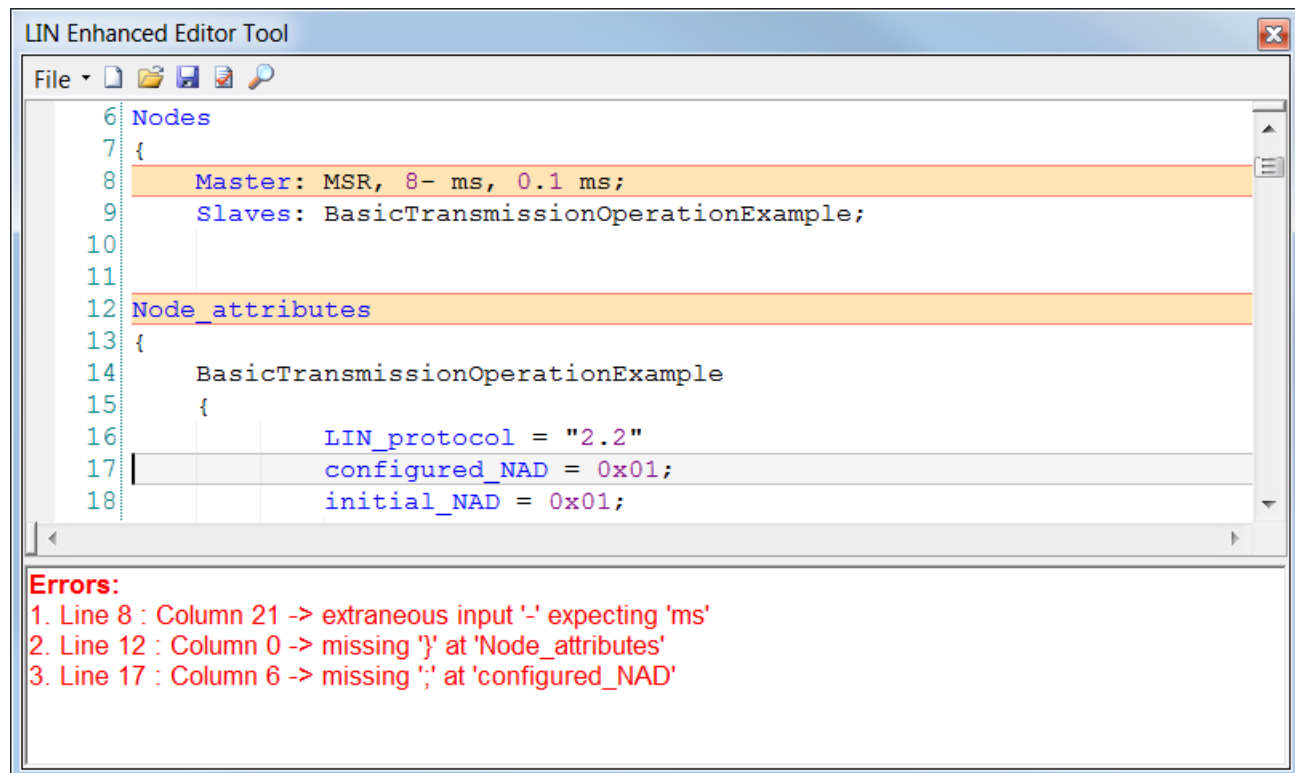 LIN Enhanced Editor Tool
File
6 Nodes
7 {
8 Master: MSR, 8- ms, 0.1 ms;
9 Slaves: BasicTransmissionOperationExample;
10
11
12 Node_attributes
13 {
14 BasicTransmissionOperationExample
15 {
16 LIN_protocol = "2.2"
17 configured_NAD = 0x01;
18 initial_NAD = 0x01;
Errors:
1. Line 8 : Column 21 -> extraneous input '-' expecting 'ms'
2. Line 12 : Column 0 -> missing '}' at 'Node_attributes'
3. Line 17 : Column 6 -> missing ';' at 'configured_NAD'